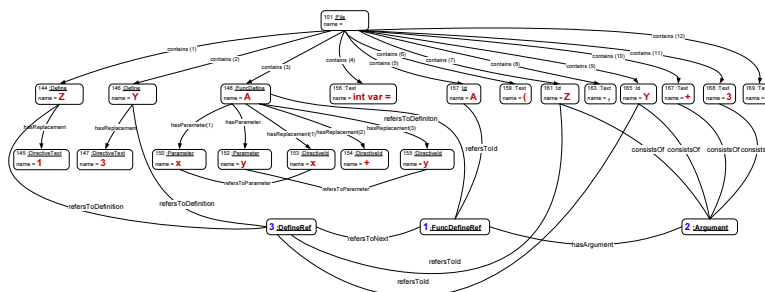 101 :File
name =
contains (1)
contains (2)
contains (3)
contains (4)
contains (5)
contains (6)
contains (7)
contains (8)
contains (9)
contains (10)
contains (11)
contains (12)
144 :Define
name = Z
146 :Define
name = Y
148 :FuncDefine
name = A
156 :Text
name = int var =
157 :Id
name = A
159 :Text
name = (
161 :Id
name = Z
163 :Text
name = ,
165 :Id
name = Y
167 :Text
name = +
168 :Text
name = 3
169 :Text
name =
hasReplacement
hasReplacement
hasParameter(1)
hasParameter
hasReplacement(1)
hasReplacement(2)
hasReplacement(3)
refersToDefiniton
145 :DirectiveText
name = 1
147 :DirectiveText
name = 3
150 :Parameter
name = x
152 :Parameter
name = y
153 :DirectiveId
name = x
154 :DirectiveId
name = +
155 :DirectiveId
name = y
refersToId
consistsOf
consistsOf
consistsOf
consistsOf
refersToParameter
refersToParameter
refersToDefinition
refersToDefinition
3 :DefineRef
1 :FuncDefineRef
2 :Argument
refersToNext
hasArgument
refersToId
refersToId